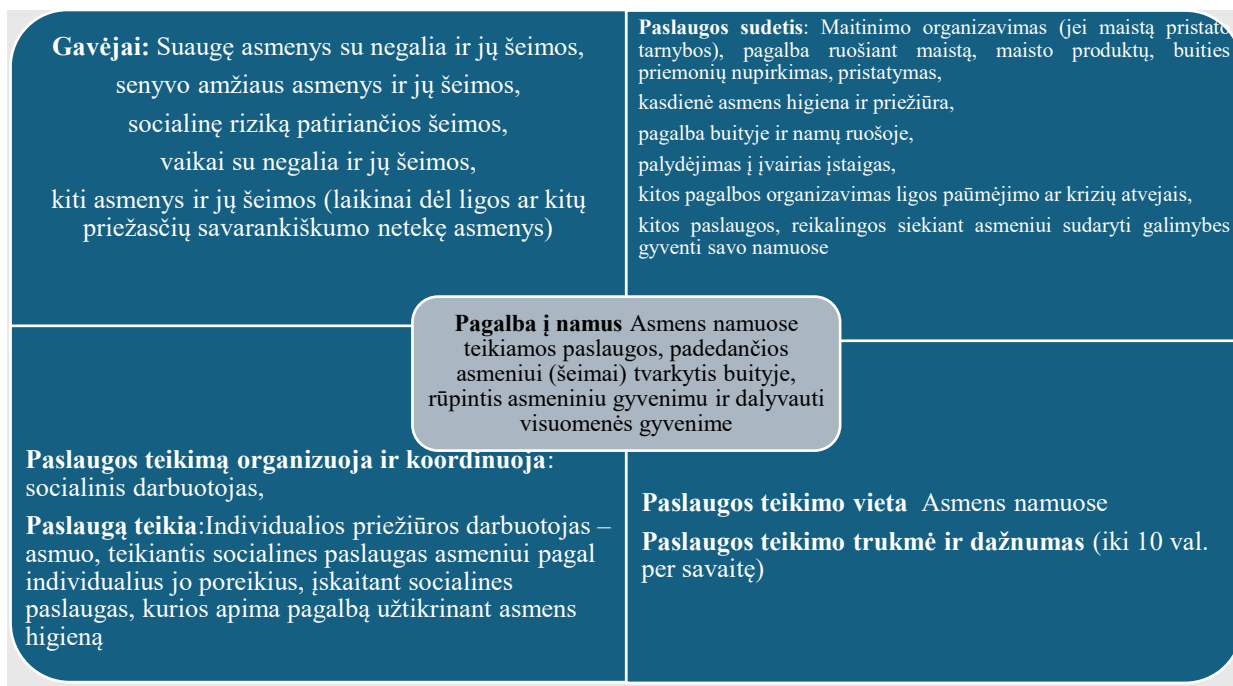 Gavėjai: Suaugę asmenys su negalia ir jų šeimos,
senyvo amžiaus asmenys ir jų šeimos,
socialinę riziką patiriančios šeimos,
vaikai su negalia ir jų šeimos,
kiti asmenys ir jų šeimos (laikinai dėl ligos ar kitų
priežasčių savarankiškumo netekę asmenys)
Paslaugos sudetis: Maitinimo organizavimas (jei maistą pristato
tarnybos), pagalba ruošiant maistą, maisto produktų, buities
priemonių nupirkimas, pristatymas,
kasdienė asmens higiena ir priežiūra,
pagalba buityje ir namų ruošoje,
palydėjimas į įvairias įstaigas,
kitos pagalbos organizavimas ligos paūmėjimo ar krizių atvejais,
kitos paslaugos, reikalingos siekiant asmeniui sudaryti galimybes
gyventi savo namuose
Pagalba į namus Asmens namuose
teikiamos paslaugos, padedančios
asmeniui (šeimai) tvarkytis buityje,
rūpintis asmeniniu gyvenimu ir dalyvauti
visuomenės gyvenime
Paslaugos teikimą organizuoja ir koordinuoja:
socialinis darbuotojas,
Paslaugą teikia:Individualios priežiūros darbuotojas –
asmuo, teikiantis socialines paslaugas asmeniui pagal
individualius jo poreikius, įskaitant socialines
paslaugas, kurios apima pagalbą užtikrinant asmens
higieną
Paslaugos teikimo vieta Asmens namuose
Paslaugos teikimo trukmė ir dažnumas (iki 10 val.
per savaitę)